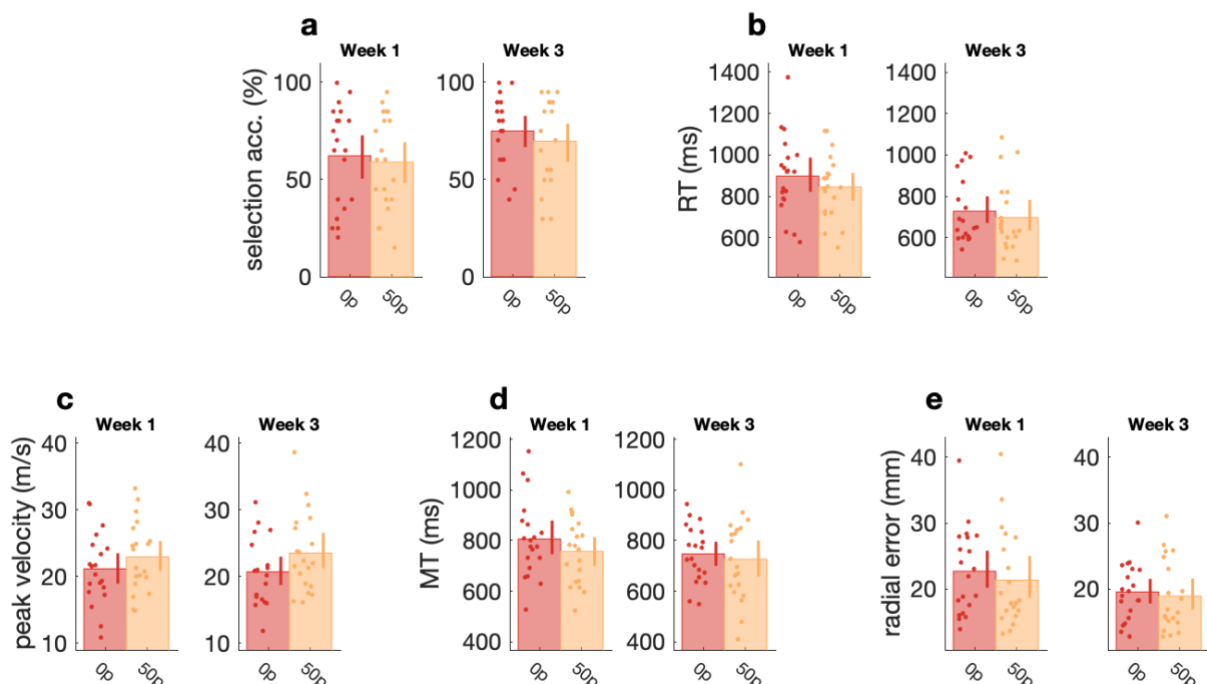 a
Week 1
Week 3
selection acc. (%)
100
50
0
0p
50p
100
50
0
0p
50p
b
Week 1
Week 3
RT (ms)
1400
1200
1000
800
600
0p
50p
1400
1200
1000
800
600
0p
50p
c
Week 1
Week 3
peak velocity (m/s)
40
30
20
10
0p
50p
40
30
20
10
0p
50p
d
Week 1
Week 3
MT (ms)
1200
1000
800
600
400
0p
50p
1200
1000
800
600
400
0p
50p
e
Week 1
Week 3
radial error (mm)
40
30
20
0p
50p
40
30
20
0p
50p